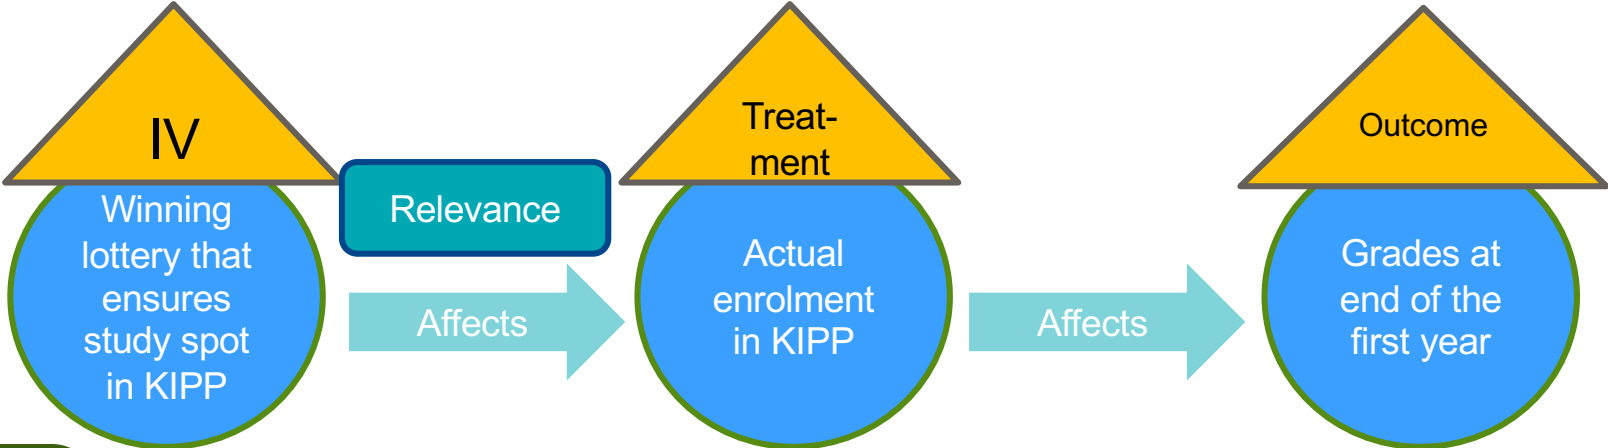 IV
Winning
lottery that
ensures
study spot
in KIPP
Relevance
Affects
Treat-
ment
Actual
enrolment
in KIPP
Affects
Outcome
Grades at
end of the
first year